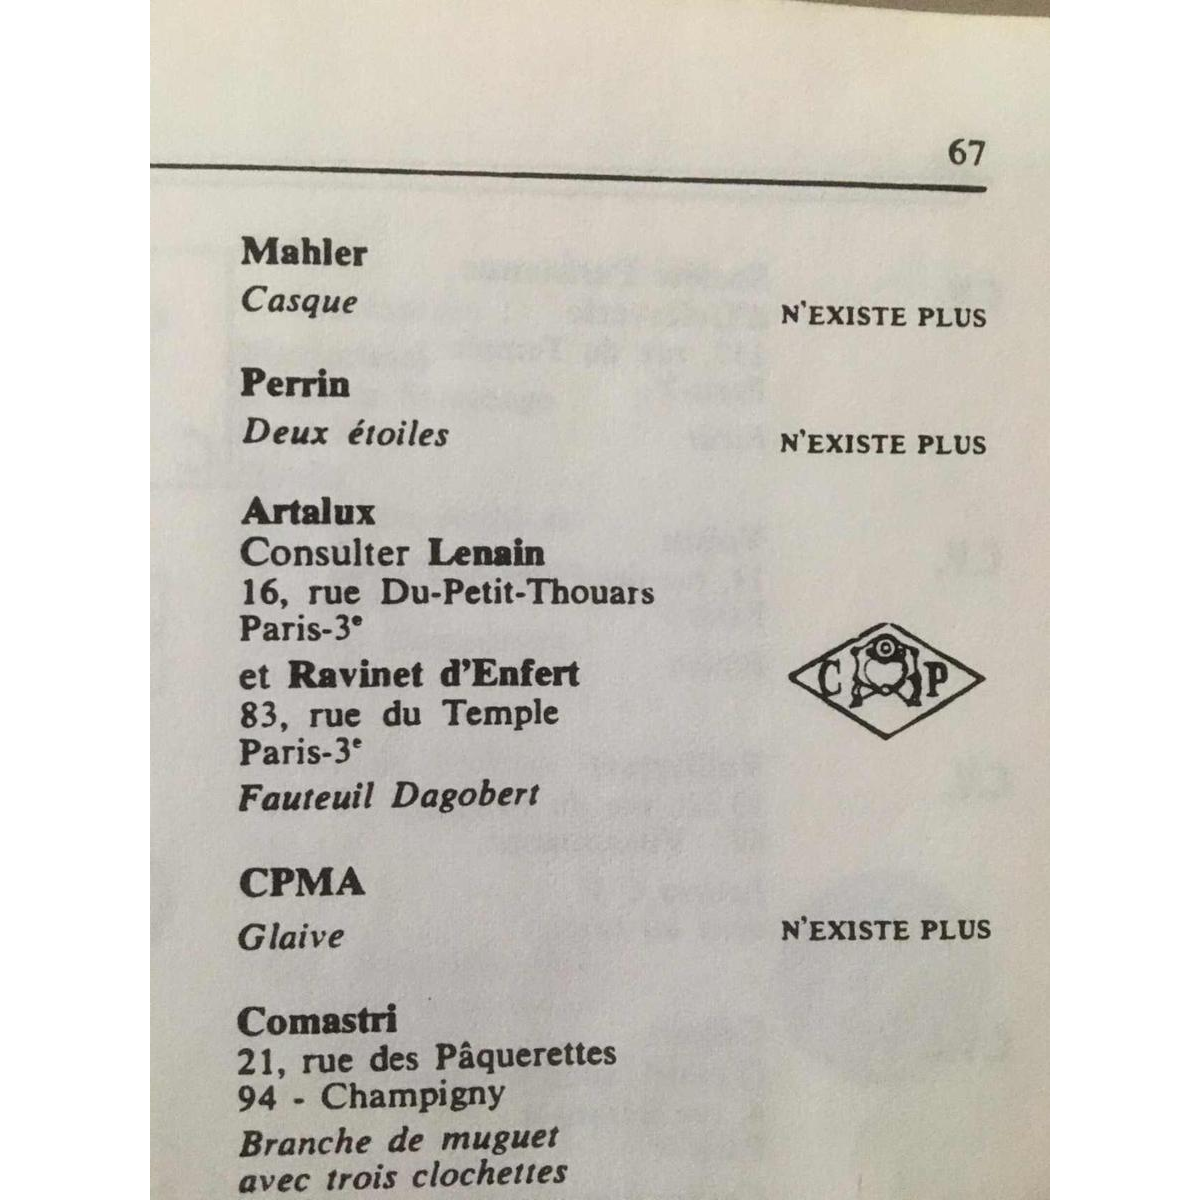 67
Mahler
Casque
N'EXISTE PLUS
Perrin
Deux étoiles
N'EXISTE PLUS
Artalux
Consulter Lenain
16, rue Du-Petit-Thouars
Paris-3e
et Ravinet d'Enfert
83, rue du Temple
Paris-3e
Fauteuil Dagobert
C P
CPMA
Glaive
N'EXISTE PLUS
Comastri
21, rue des Pâquerettes
94 - Champigny
Branche de muguet
avec trois clochettes